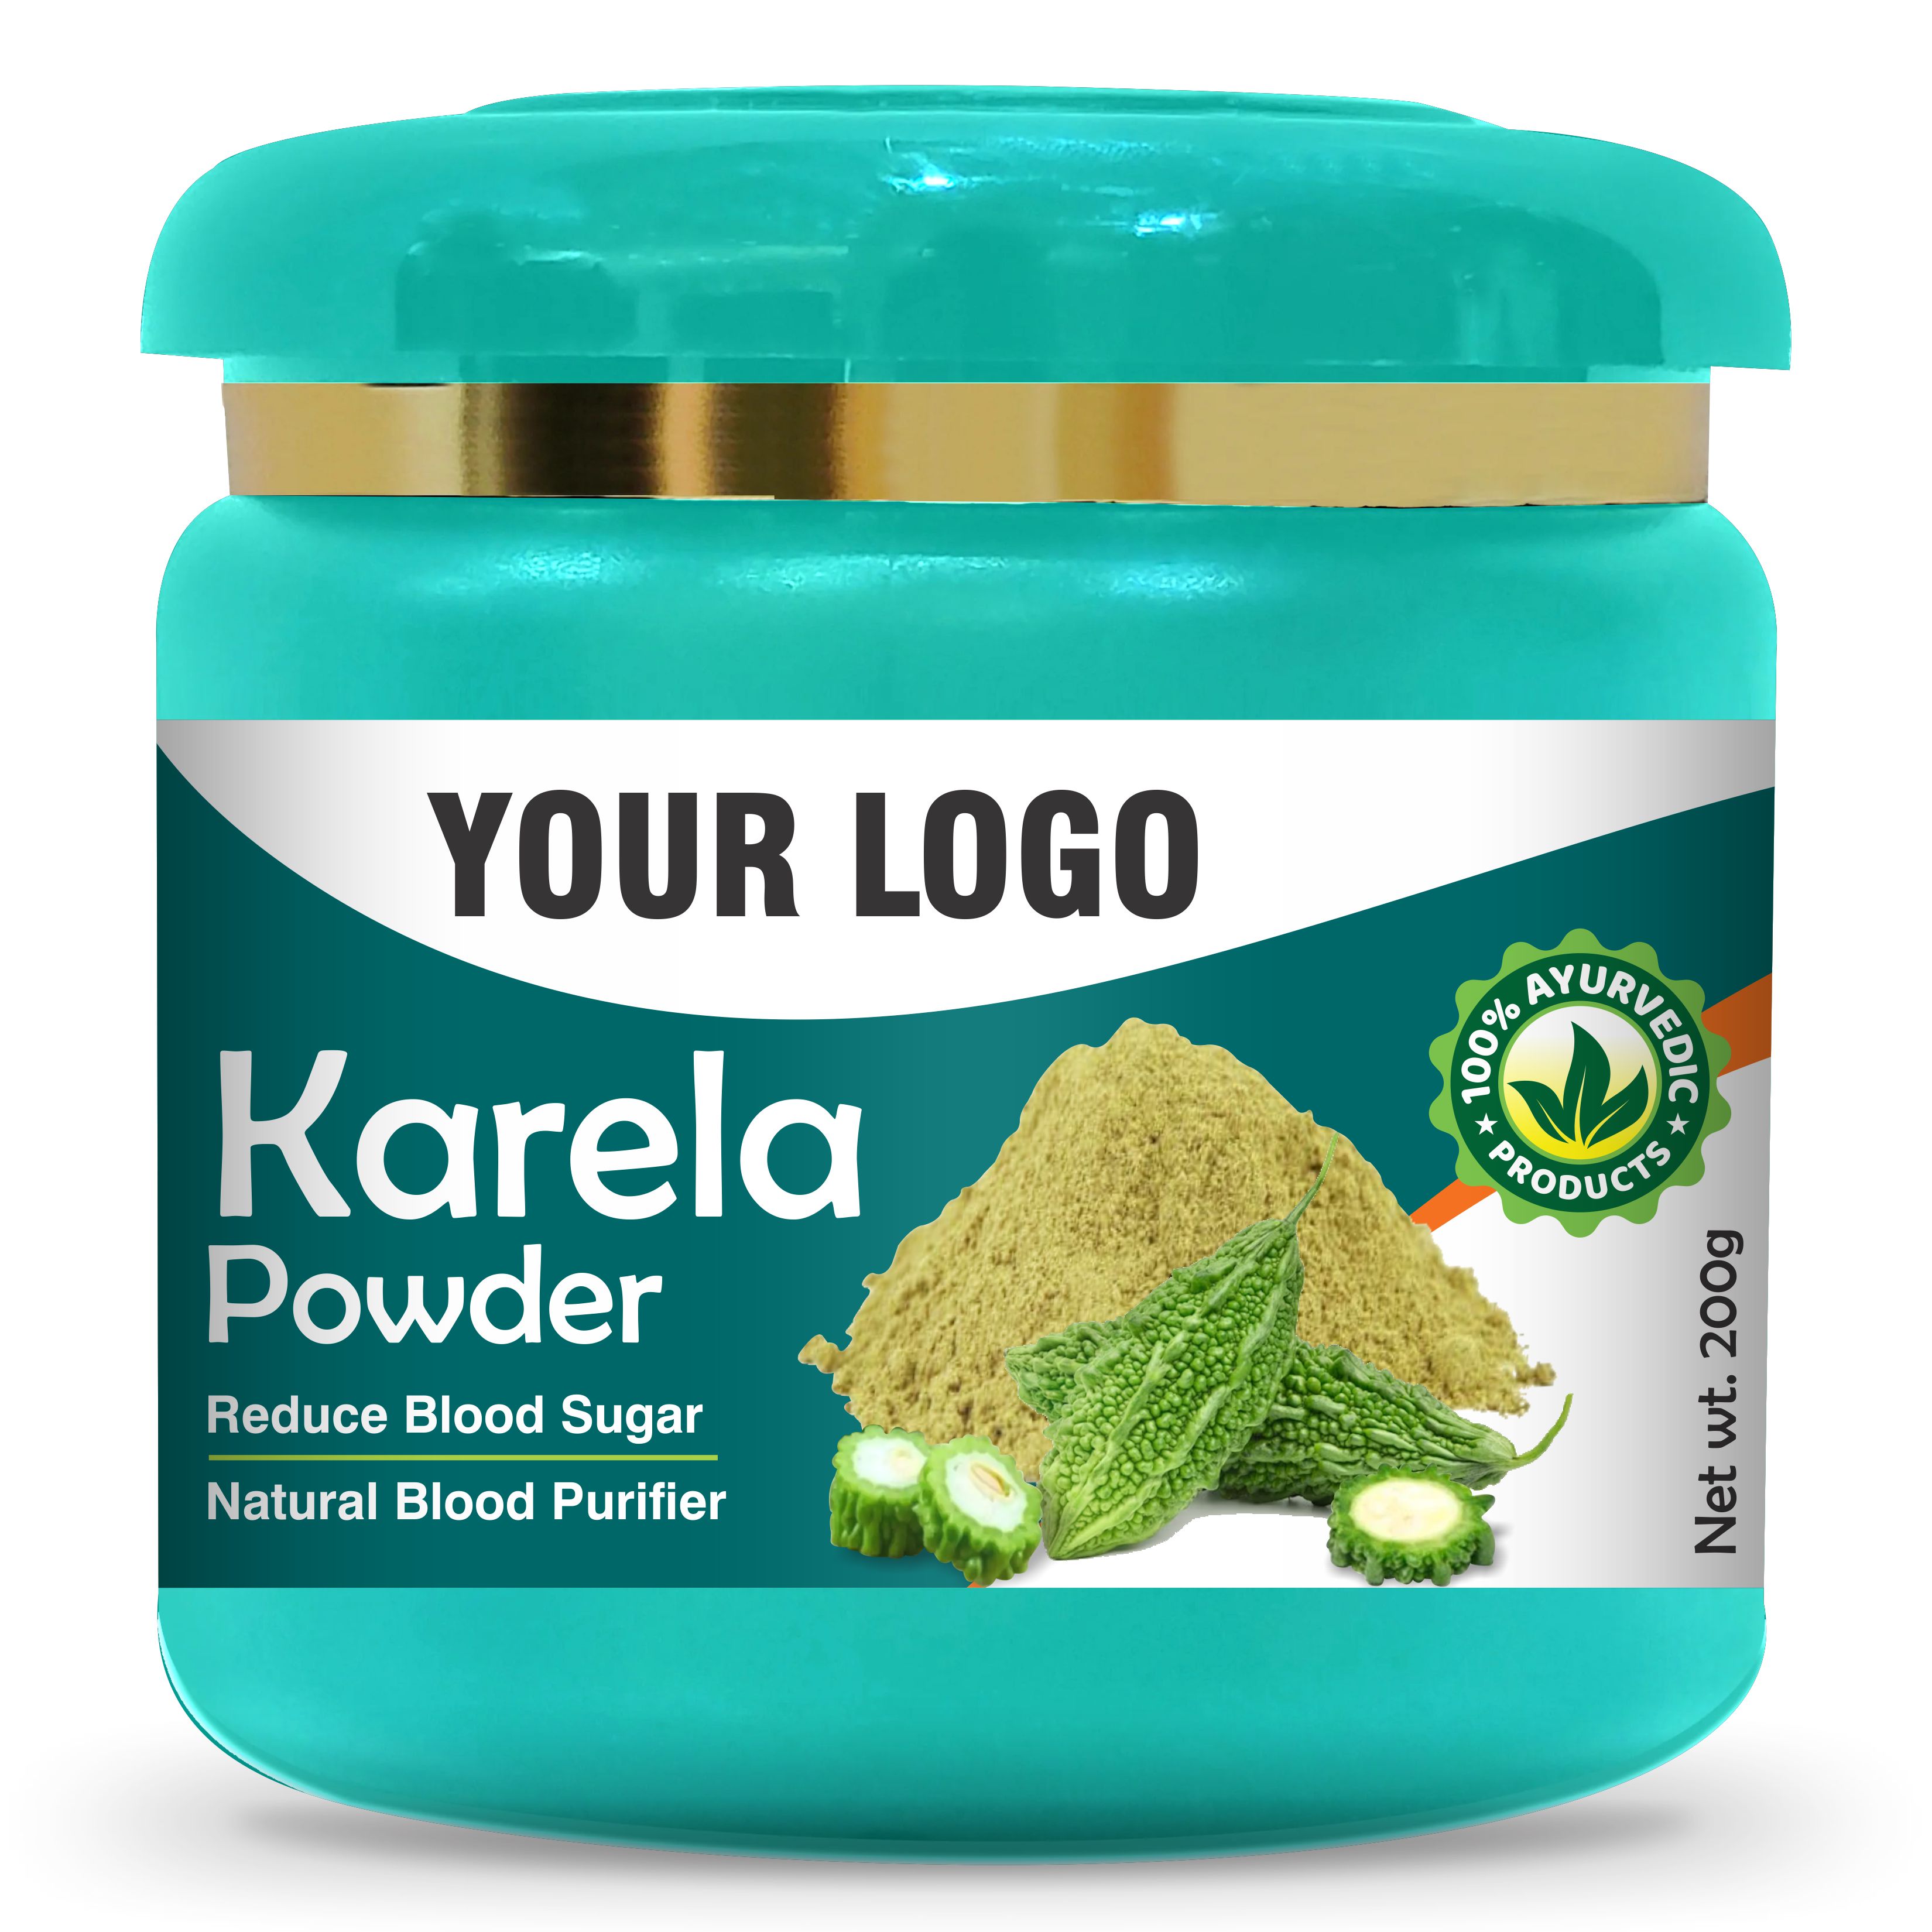 YOUR LOGO
Karela
Powder
Reduce Blood Sugar
Natural Blood Purifier
100% AYURVEDIC
★ PRODUCTS ★
Net wt. 200g